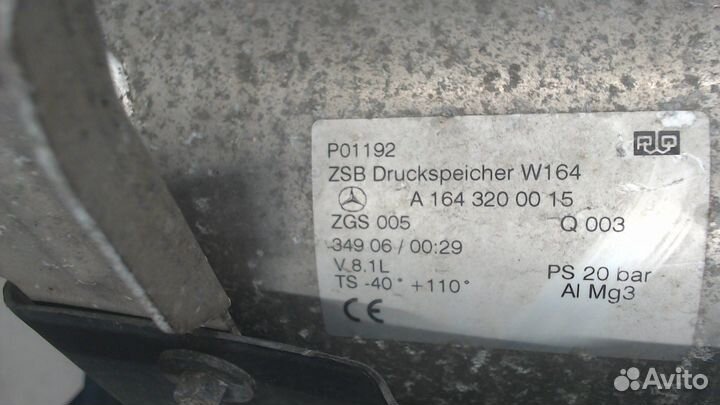 P01192
ZSB Druckspeicher W164
A 164 320 00 15
ZGS 005 Q 003
349 06 / 00:29
V 8.1L PS 20 bar
TS -40° +110° Al Mg3
CE
Avito